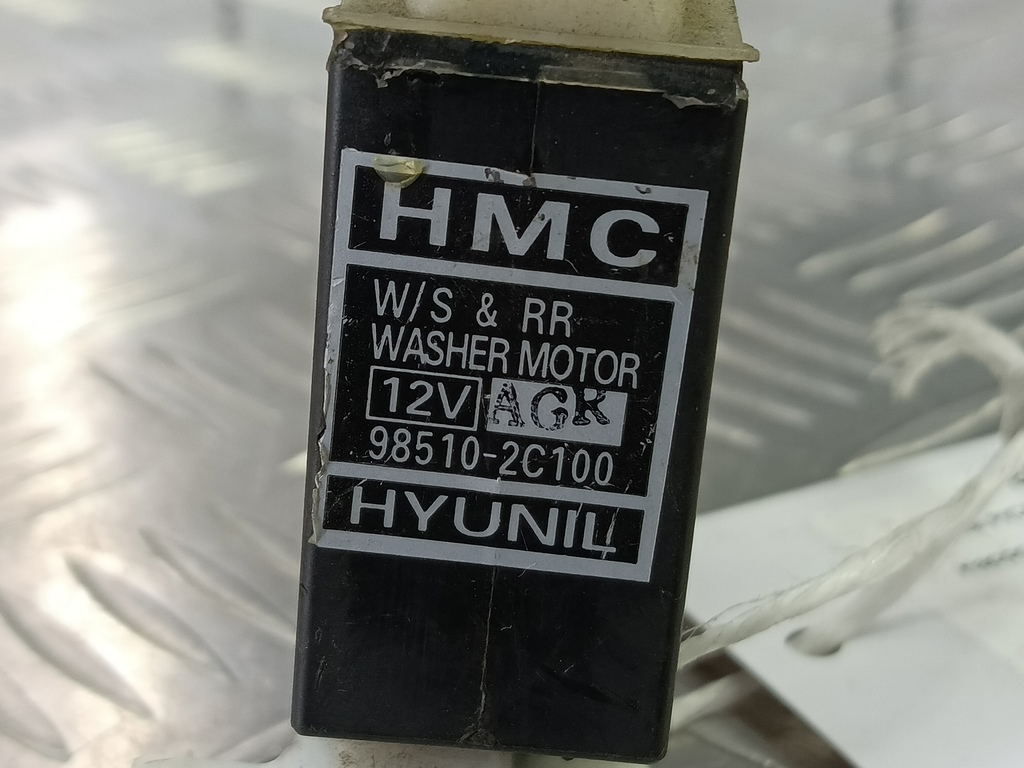 HMC
W/S & RR
WASHER MOTOR
12V AGK
98510-2C100
HYUNIL